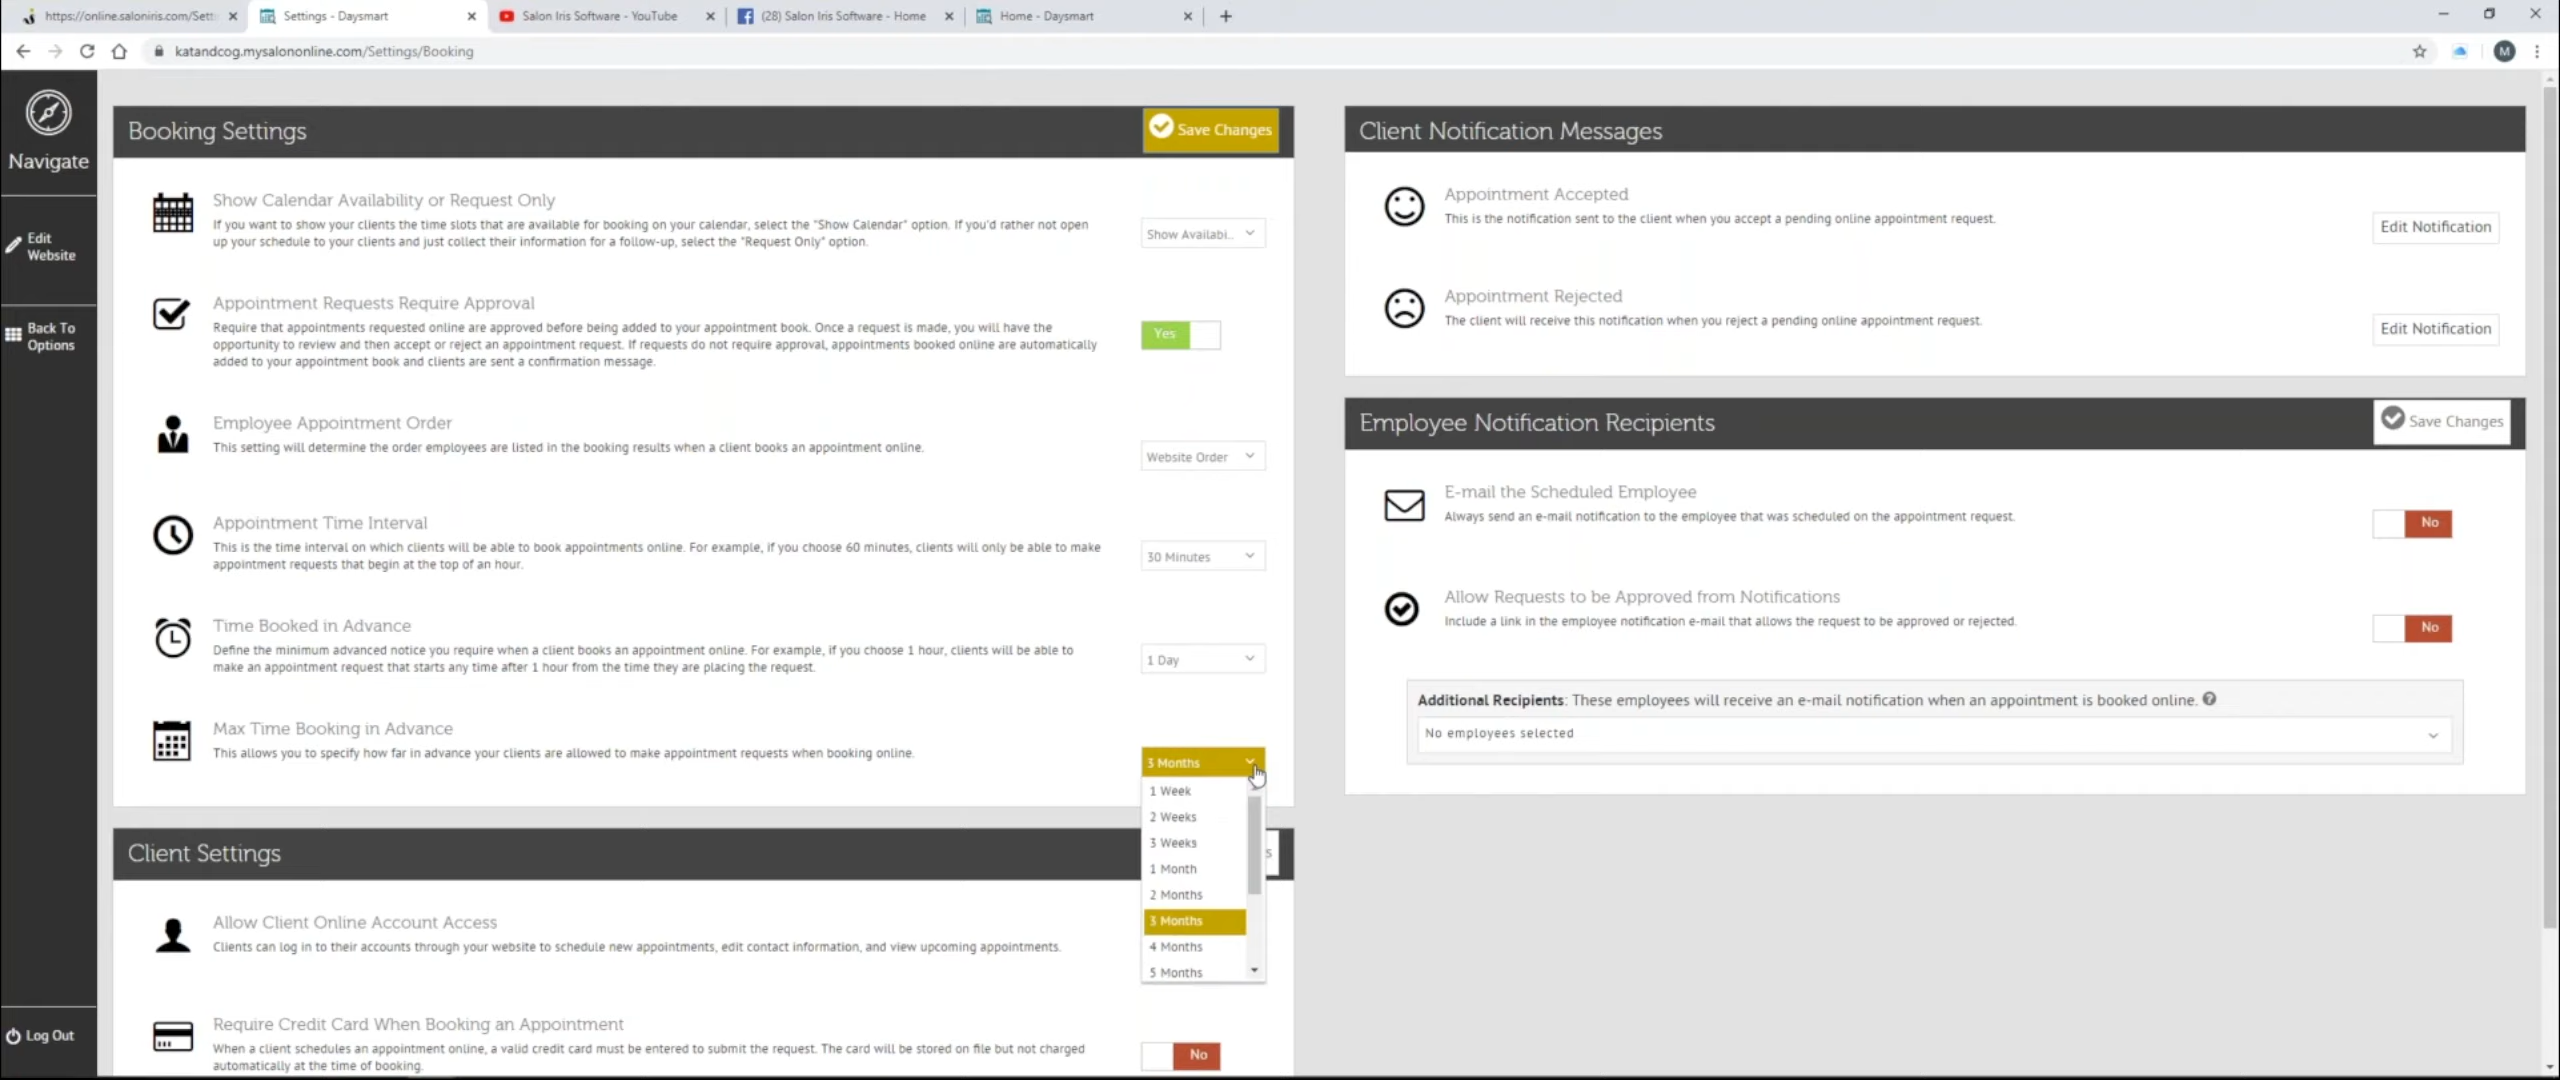 https://online.saloniris.com/Setti
Settings - Daysmart
Salon Iris Software - YouTube
(28) Salon Iris Software - Home
Home - Daysmart
katandcog.mysalononline.com/Settings/Booking
M
Navigate
Edit
Website
Back To
Options
Log Out
Booking Settings
Save Changes
Show Calendar Availability or Request Only
If you want to show your clients the time slots that are available for booking on your calendar, select the "Show Calendar" option. If you'd rather not open
up your schedule to your clients and just collect their information for a follow-up, select the "Request Only" option.
Show Availabi..
Appointment Requests Require Approval
Require that appointments requested online are approved before being added to your appointment book. Once a request is made, you will have the
opportunity to review and then accept or reject an appointment request. If requests do not require approval, appointments booked online are automatically
added to your appointment book and clients are sent a confirmation message.
Yes
Employee Appointment Order
This setting will determine the order employees are listed in the booking results when a client books an appointment online.
Website Order
Appointment Time Interval
This is the time interval on which clients will be able to book appointments online. For example, if you choose 60 minutes, clients will only be able to make
appointment requests that begin at the top of an hour.
30 Minutes
Time Booked in Advance
Define the minimum advanced notice you require when a client books an appointment online. For example, if you choose 1 hour, clients will be able to
make an appointment request that starts any time after 1 hour from the time they are placing the request.
1 Day
Max Time Booking in Advance
This allows you to specify how far in advance your clients are allowed to make appointment requests when booking online.
3 Months
1 Week
2 Weeks
3 Weeks
1 Month
2 Months
3 Months
4 Months
5 Months
Client Settings
s
Allow Client Online Account Access
Clients can log in to their accounts through your website to schedule new appointments, edit contact information, and view upcoming appointments.
Require Credit Card When Booking an Appointment
When a client schedules an appointment online, a valid credit card must be entered to submit the request. The card will be stored on file but not charged
automatically at the time of booking.
No
Client Notification Messages
Appointment Accepted
This is the notification sent to the client when you accept a pending online appointment request.
Edit Notification
Appointment Rejected
The client will receive this notification when you reject a pending online appointment request.
Edit Notification
Employee Notification Recipients
Save Changes
E-mail the Scheduled Employee
Always send an e-mail notification to the employee that was scheduled on the appointment request.
No
Allow Requests to be Approved from Notifications
Include a link in the employee notification e-mail that allows the request to be approved or rejected.
No
Additional Recipients: These employees will receive an e-mail notification when an appointment is booked online.
No employees selected